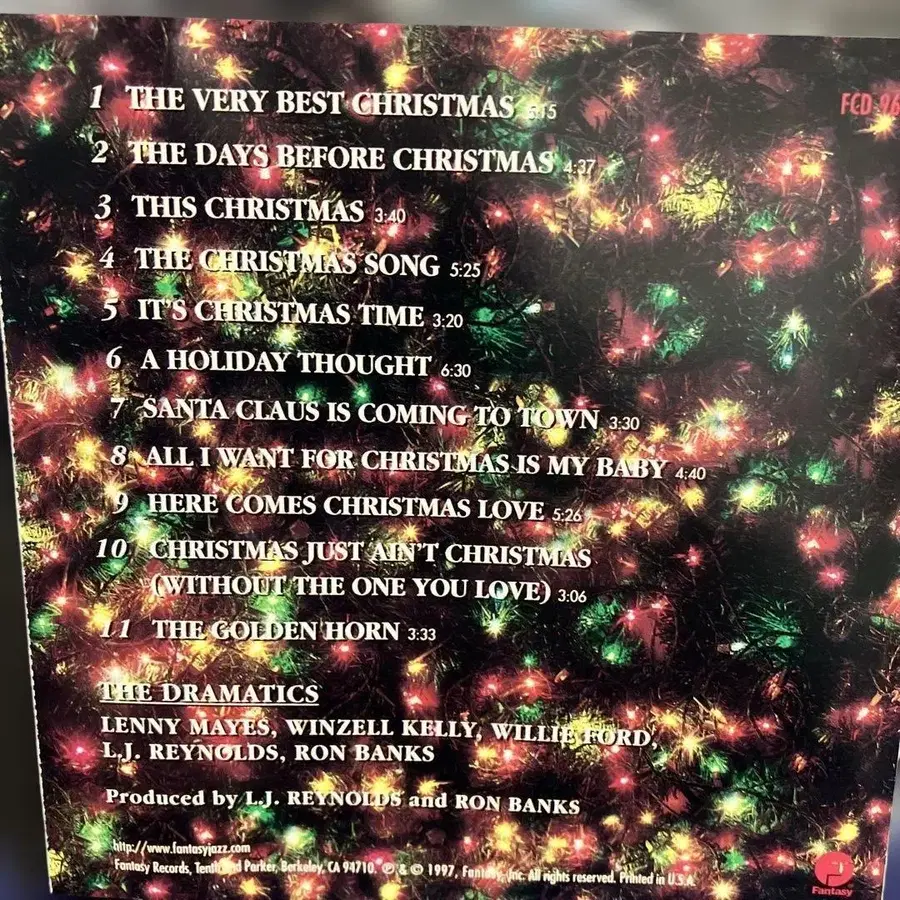 FCD 96
1 THE VERY BEST CHRISTMAS 5:15
2 THE DAYS BEFORE CHRISTMAS 4:37
3 THIS CHRISTMAS 3:40
4 THE CHRISTMAS SONG 5:25
5 IT'S CHRISTMAS TIME 3:20
6 A HOLIDAY THOUGHT 6:30
7 SANTA CLAUS IS COMING TO TOWN 3:30
8 ALL I WANT FOR CHRISTMAS IS MY BABY 4:40
9 HERE COMES CHRISTMAS LOVE 5:26
10 CHRISTMAS JUST AIN'T CHRISTMAS
(WITHOUT THE ONE YOU LOVE) 3:06
11 THE GOLDEN HORN 3:33
THE DRAMATICS
LENNY MAYES, WINZELL KELLY, WILLIE FORD,
L.J. REYNOLDS, RON BANKS
Produced by L.J. REYNOLDS and RON BANKS
http://www.fantasyjazz.com
Fantasy Records, Tenth and Parker, Berkeley, CA 94710. ℗ & © 1997, Fantasy, Inc. All rights reserved. Printed in U.S.A.
Fantasy